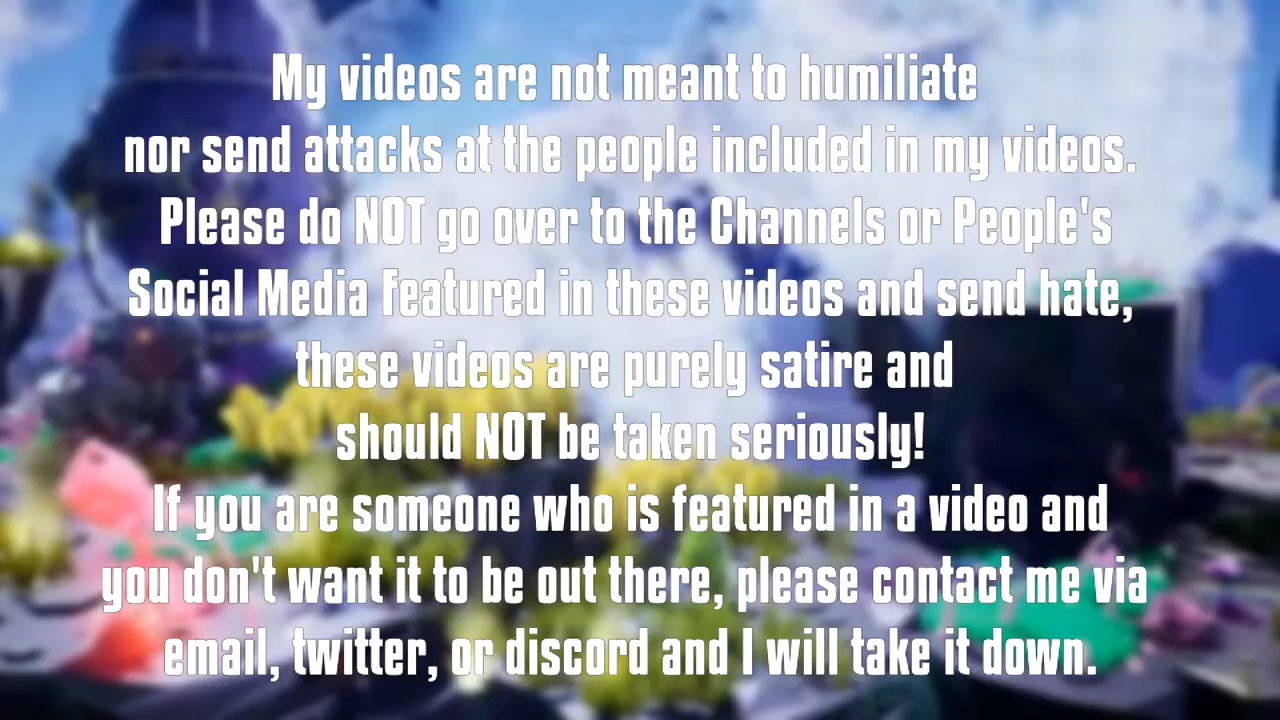 My videos are not meant to humiliate
nor send attacks at the people included in my videos.
Please do NOT go over to the Channels or People's
Social Media Featured in these videos and send hate,
these videos are purely satire and
should NOT be taken seriously!
If you are someone who is featured in a video and
you don't want it to be out there, please contact me via
email, twitter, or discord and I will take it down.